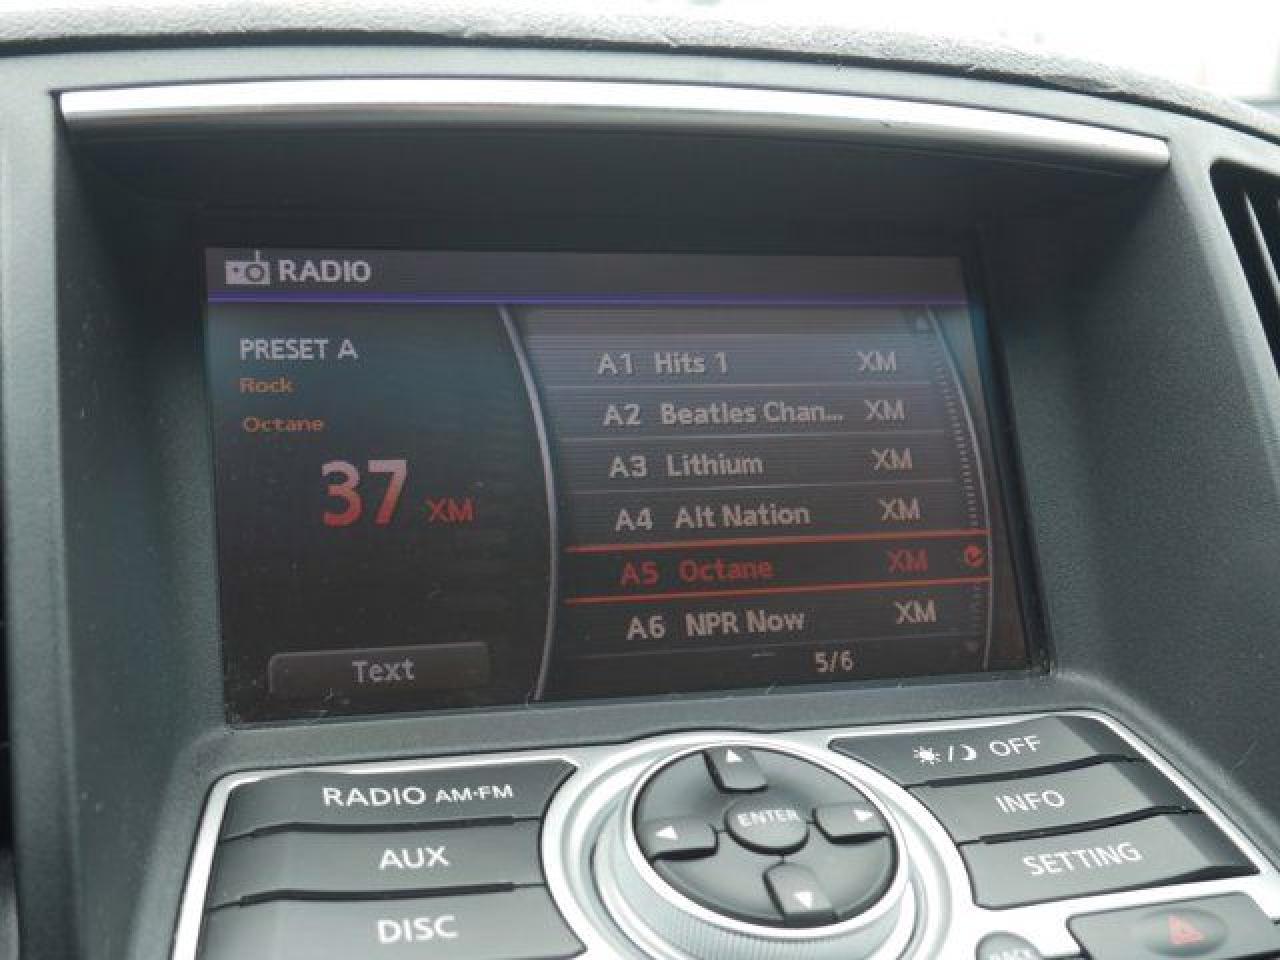 RADIO
PRESET A
Rock
Octane
37 XM
Text
A1 Hits 1 XM
A2 Beatles Chan... XM
A3 Lithium XM
A4 Alt Nation XM
A5 Octane XM
A6 NPR Now XM
5/6
RADIO AM·FM
AUX
DISC
ENTER
/ OFF
INFO
SETTING
BACK